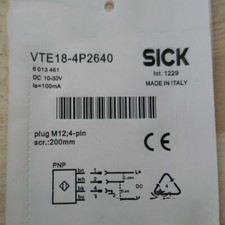 VTE18-4P2640
SICK
6 013 461
DC 10-30V
Ia=100mA
Ist. 1229
MADE IN ITALY
plug M12;4-pin
scr.:200mm
CE
PNP
L+
DC